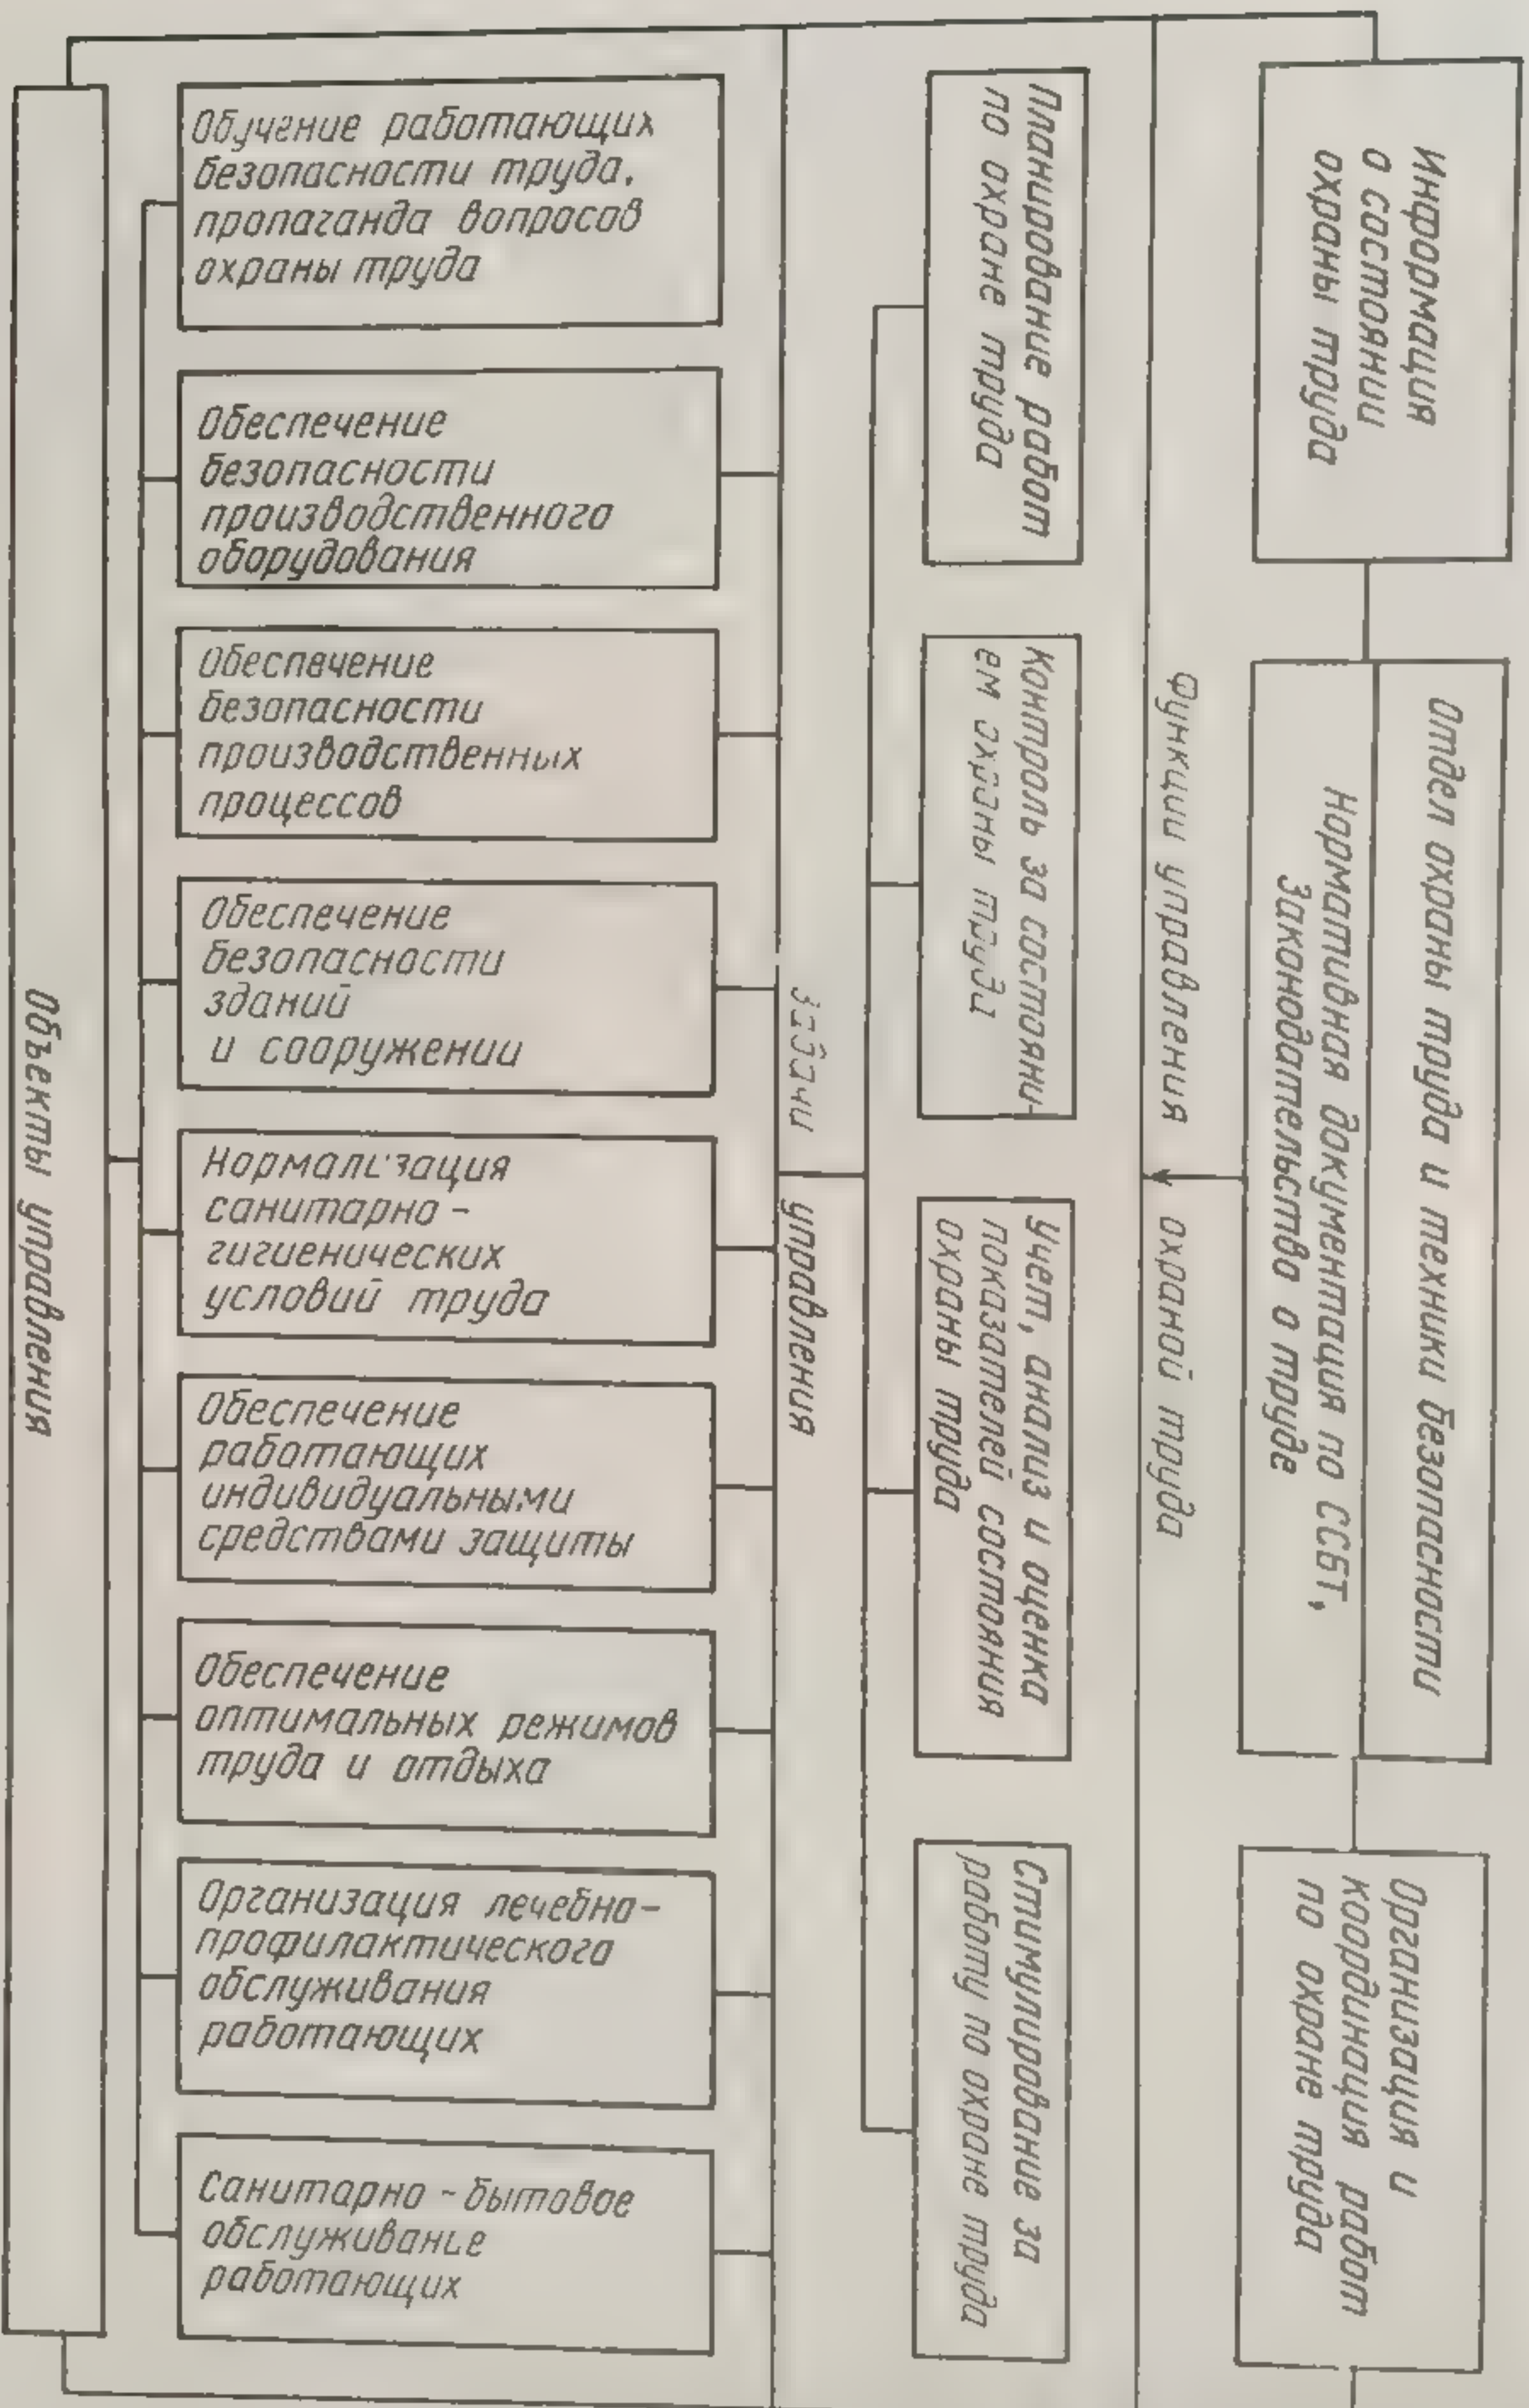 Информация
о состоянии
охраны труда
Отдел охраны труда и техники безопасности
Нормативная документация по ССБТ,
Законодательство о труде
Организация и
координация работ
по охране труда
Функции управления охраной труда
Планирование работ
по охране труда
Контроль за состояни-
ем охраны труда
Учет, анализ и оценка
показателей состояния
охраны труда
Стимулирование за
работу по охране труда
Задачи управления
Обучение работающих
безопасности труда.
пропаганда вопросов
охраны труда
Обеспечение
безопасности
производственного
оборудования
Обеспечение
безопасности
производственных
процессов
Обеспечение
безопасности
зданий
и сооружении
Нормализация
санитарно-
гигиенических
условий труда
Обеспечение
работающих
индивидуальными
средствами защиты
Обеспечение
оптимальных режимов
труда и отдыха
Организация лечебно-
профилактического
обслуживания
работающих
Санитарно-бытовое
обслуживание
работающих
Объекты управления